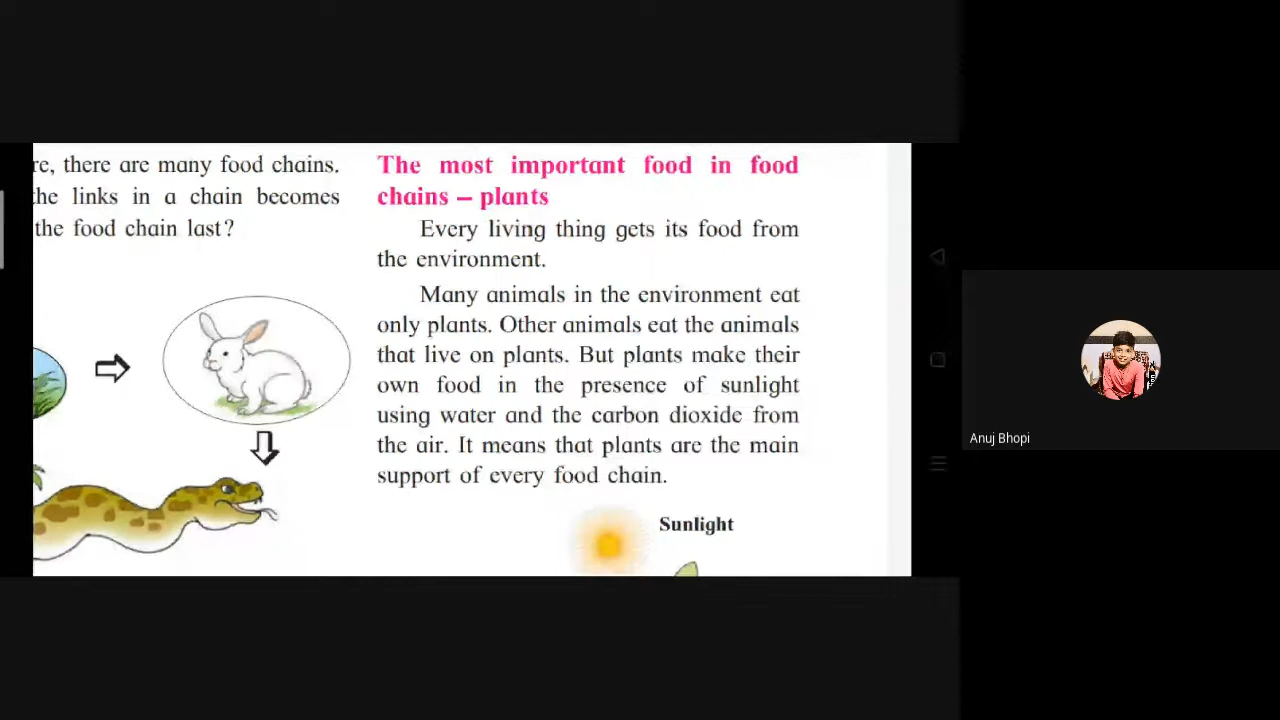 re, there are many food chains.
the links in a chain becomes
the food chain last?
The most important food in food
chains – plants
Every living thing gets its food from
the environment.
Many animals in the environment eat
only plants. Other animals eat the animals
that live on plants. But plants make their
own food in the presence of sunlight
using water and the carbon dioxide from
the air. It means that plants are the main
support of every food chain.
Sunlight
Anuj Bhopi